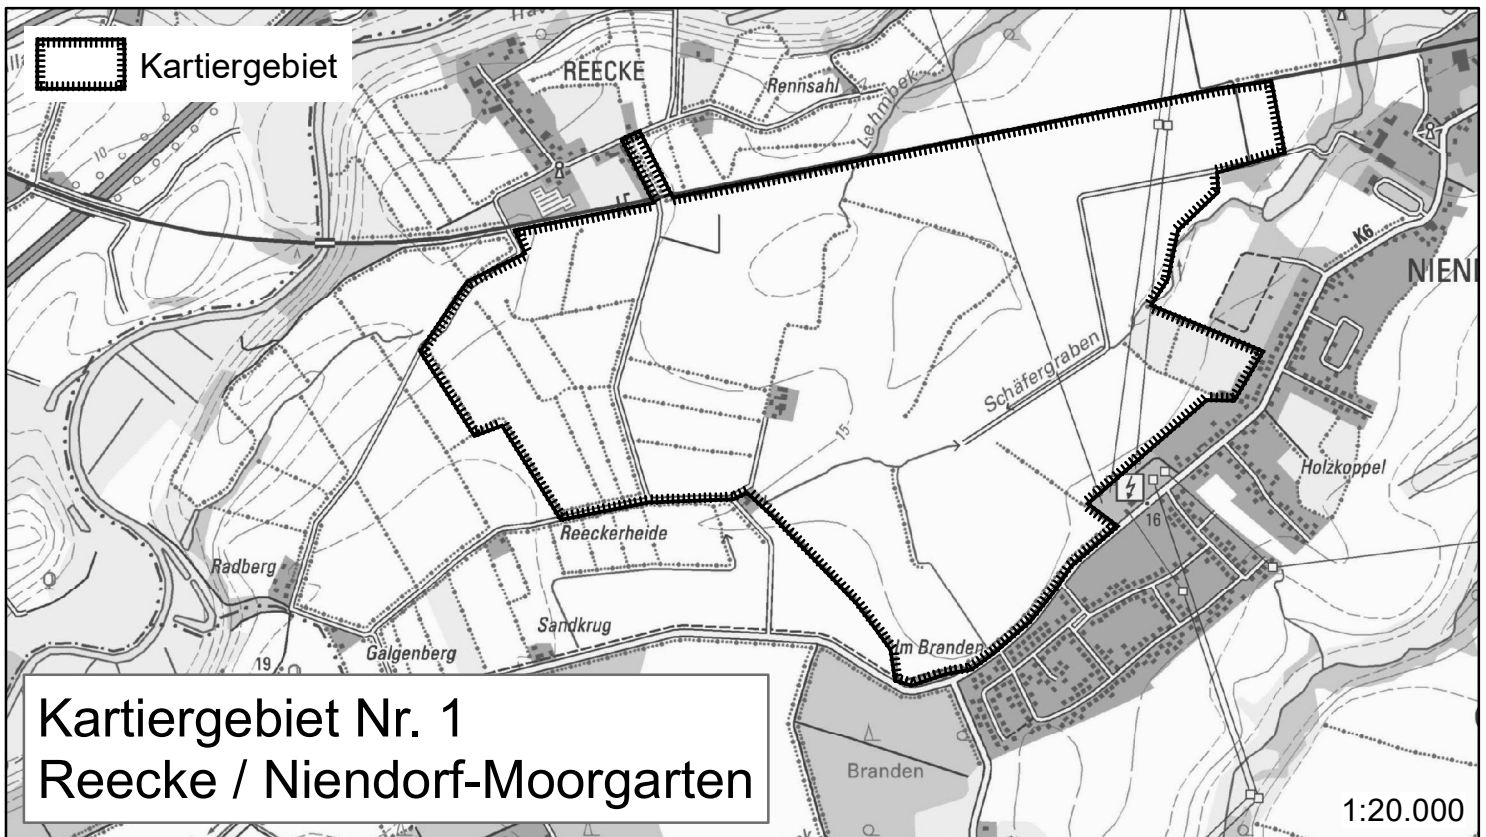 Kartiergebiet
REECKE
Rennsahl
Lehmbek
10
K6
NIEN
Schäfergraben
15
Holzkoppel
16
Reeckerheide
Radberg
Sandkrug
Im Branden
Galgenberg
19
Branden
Kartiergebiet Nr. 1
Reecke / Niendorf-Moorgarten
1:20.000